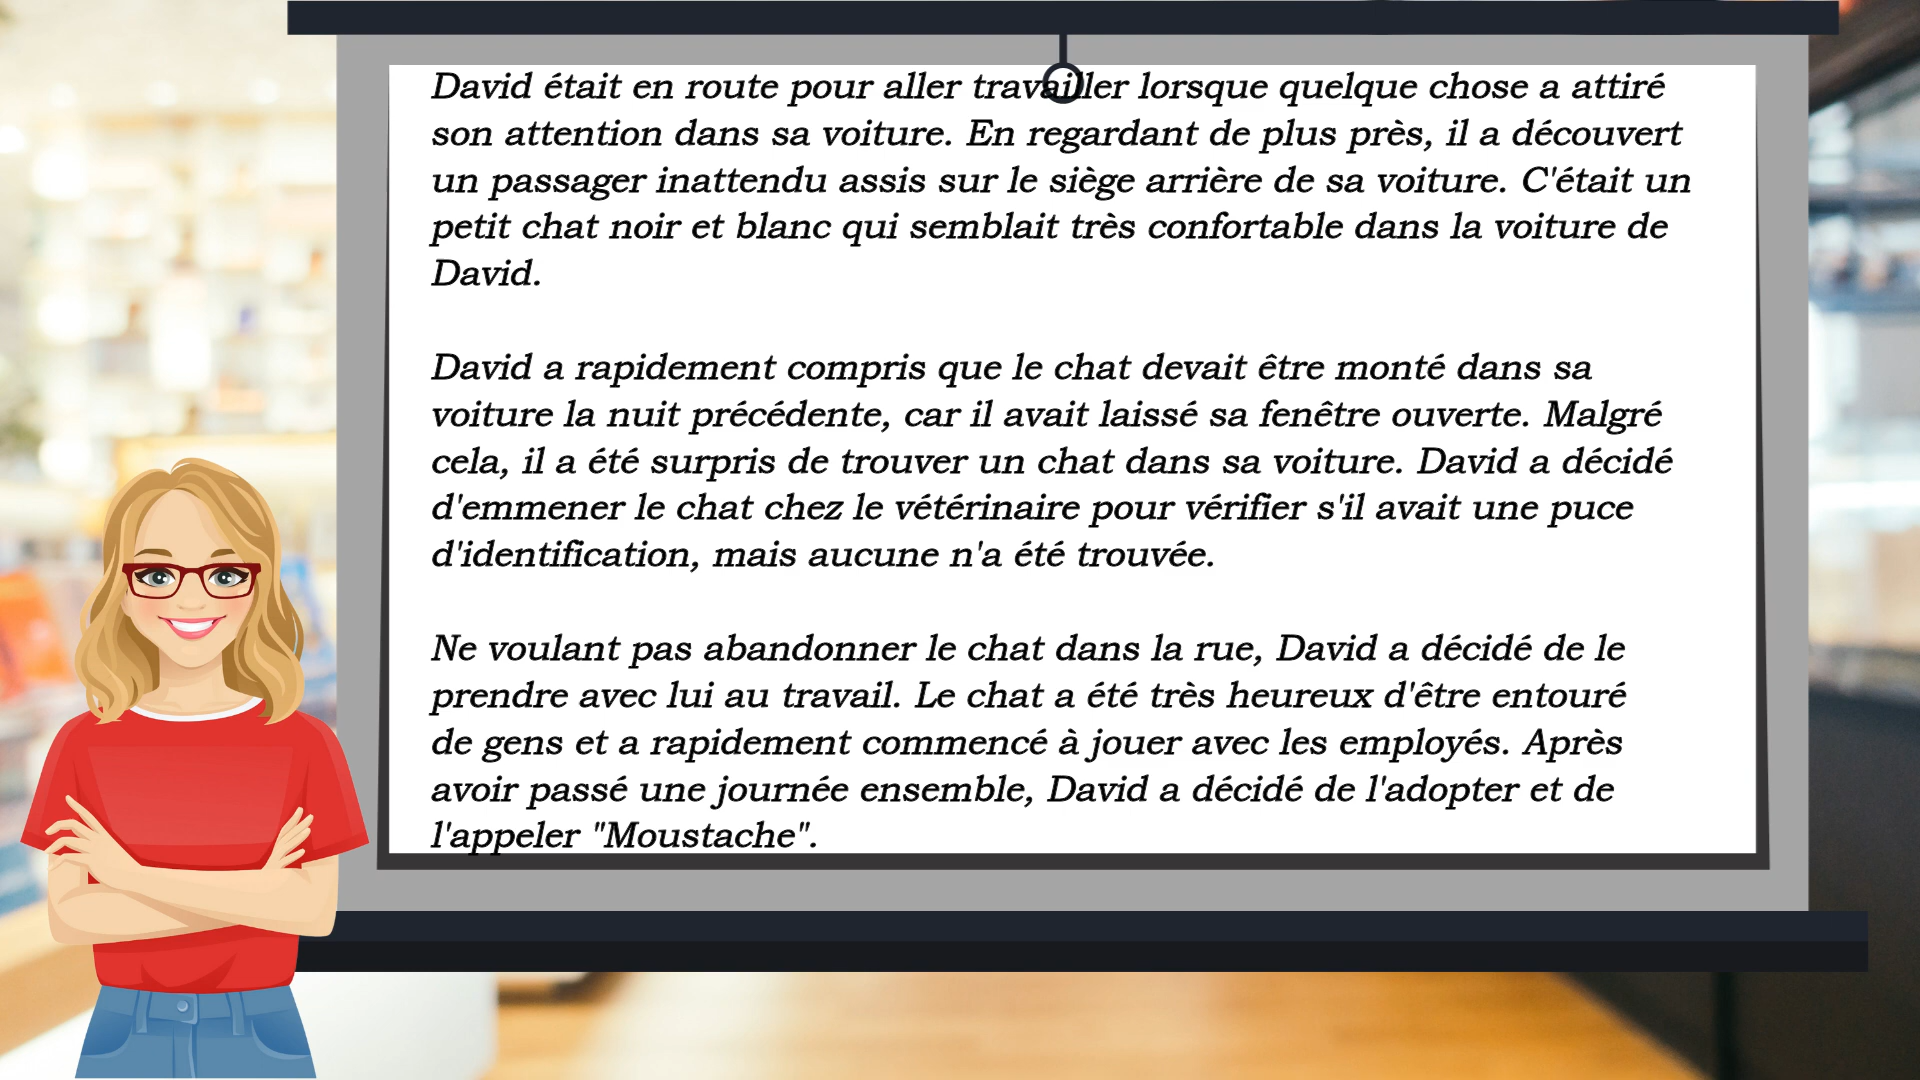 David était en route pour aller travailler lorsque quelque chose a attiré
son attention dans sa voiture. En regardant de plus près, il a découvert
un passager inattendu assis sur le siège arrière de sa voiture. C'était un
petit chat noir et blanc qui semblait très confortable dans la voiture de
David.
David a rapidement compris que le chat devait être monté dans sa
voiture la nuit précédente, car il avait laissé sa fenêtre ouverte. Malgré
cela, il a été surpris de trouver un chat dans sa voiture. David a décidé
d'emmener le chat chez le vétérinaire pour vérifier s'il avait une puce
d'identification, mais aucune n'a été trouvée.
Ne voulant pas abandonner le chat dans la rue, David a décidé de le
prendre avec lui au travail. Le chat a été très heureux d'être entouré
de gens et a rapidement commencé à jouer avec les employés. Après
avoir passé une journée ensemble, David a décidé de l'adopter et de
l'appeler "Moustache".